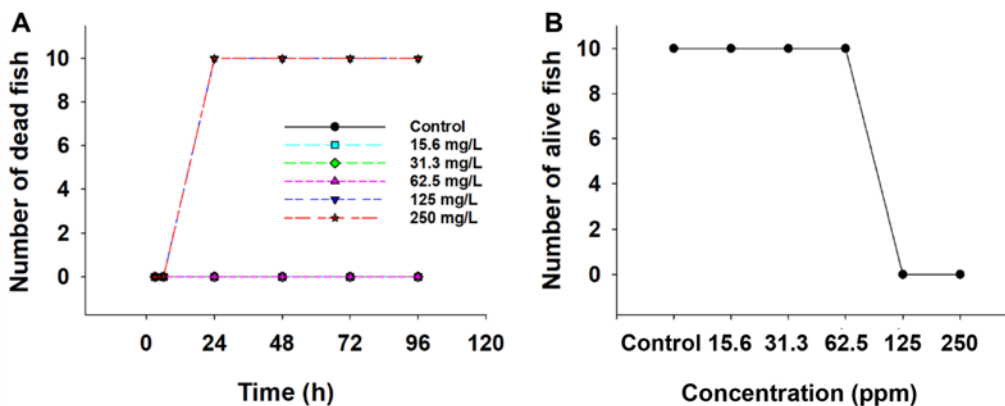 A
Number of dead fish
10
8
6
4
2
0
Control
15.6 mg/L
31.3 mg/L
62.5 mg/L
125 mg/L
250 mg/L
0 24 48 72 96 120
Time (h)
B
Number of alive fish
10
8
6
4
2
0
Control 15.6 31.3 62.5 125 250
Concentration (ppm)